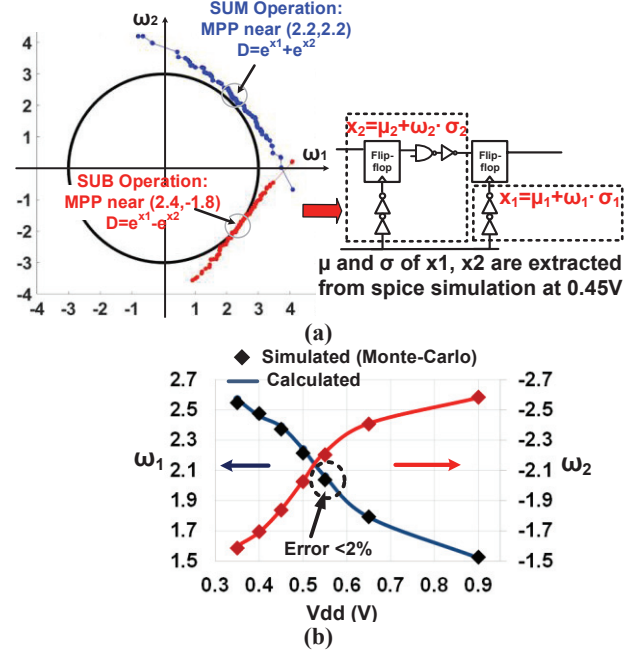 ω2
SUM Operation:
MPP near (2.2,2.2)
D=e^x1+e^x2
4
3
2
1
0
-1
-2
-3
-4
ω1
SUB Operation:
MPP near (2.4,-1.8)
D=e^x1-e^x2
-4 -3 -2 -1 0 1 2 3 4
x2=μ2+ω2· σ2
Flip-flop
Flip-flop
x1=μ1+ω1· σ1
μ and σ of x1, x2 are extracted
from spice simulation at 0.45V
(a)
Simulated (Monte-Carlo)
Calculated
2.7
2.5
2.3
2.1
1.9
1.7
1.5
ω1
-2.7
-2.5
-2.3
-2.1
-1.9
-1.7
-1.5
ω2
Error <2%
0.3 0.4 0.5 0.6 0.7 0.8 0.9
Vdd (V)
(b)